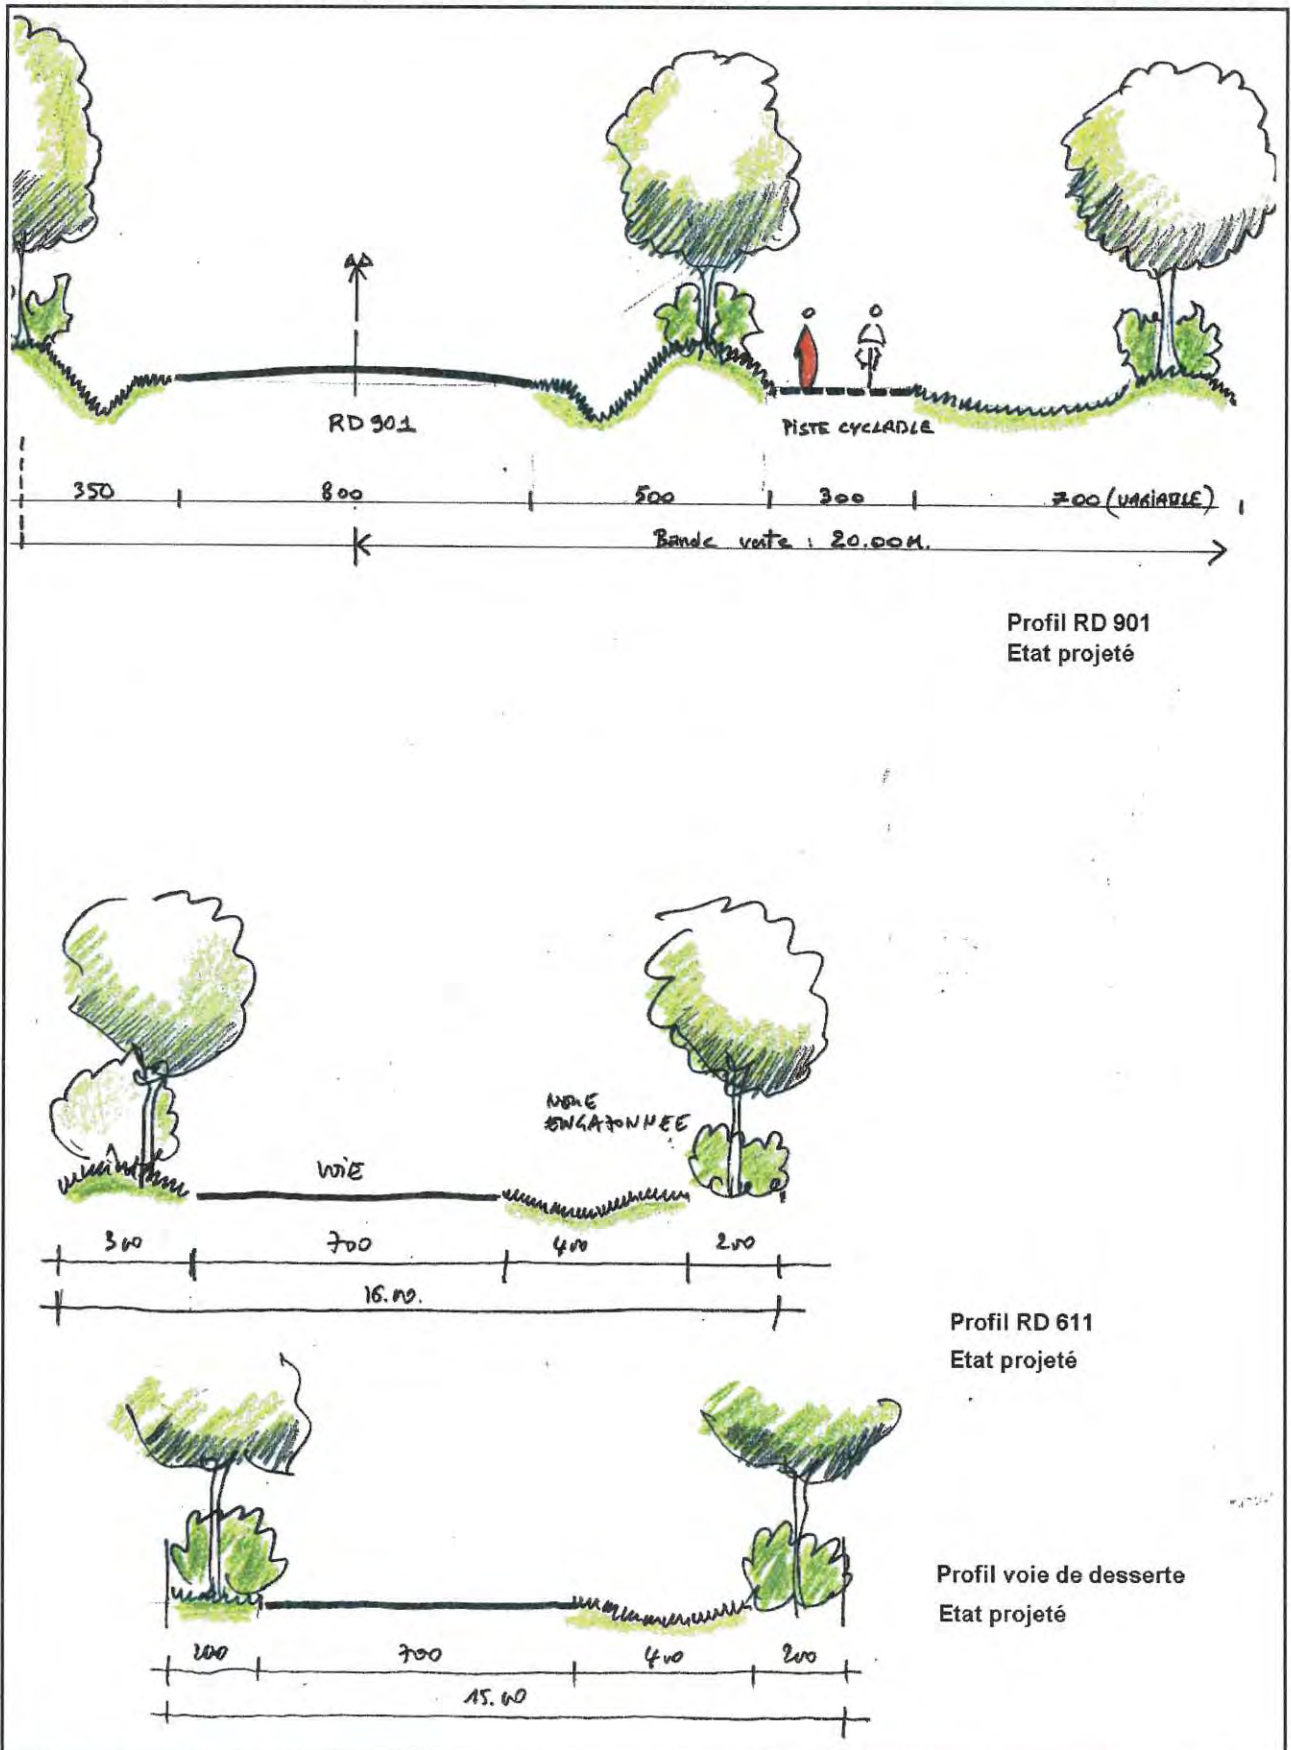 RD 901
PISTE CYCLABLE
350 800 500 300 700 (VARIABLE)
Bande verte : 20.00M.
Profil RD 901
Etat projeté
NOUE
ENGAZONNEE
VOIE
300 700 400 200
16.00.
Profil RD 611
Etat projeté
Profil voie de desserte
Etat projeté
200 700 400 200
15.00